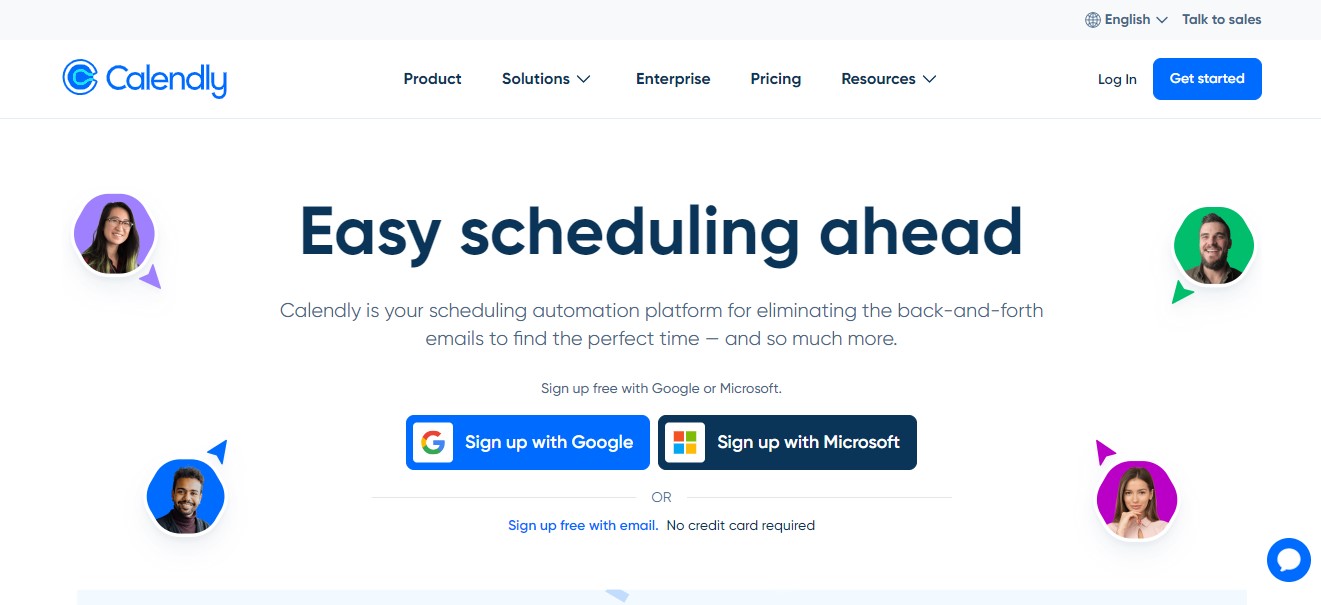 English
Talk to sales
Calendly
Product
Solutions
Enterprise
Pricing
Resources
Log In
Get started
Easy scheduling ahead
Calendly is your scheduling automation platform for eliminating the back-and-forth
emails to find the perfect time — and so much more.
Sign up free with Google or Microsoft.
Sign up with Google
Sign up with Microsoft
OR
Sign up free with email. No credit card required